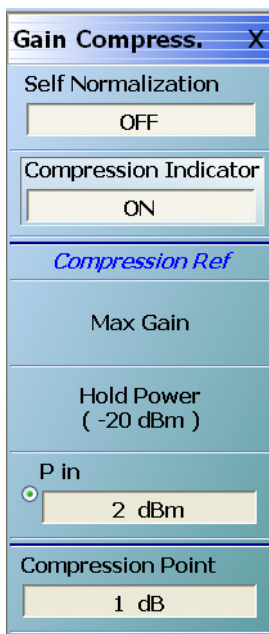 Gain Compress. X
Self Normalization
OFF
Compression Indicator
ON
Compression Ref
Max Gain
Hold Power
( -20 dBm )
P in
2 dBm
Compression Point
1 dB